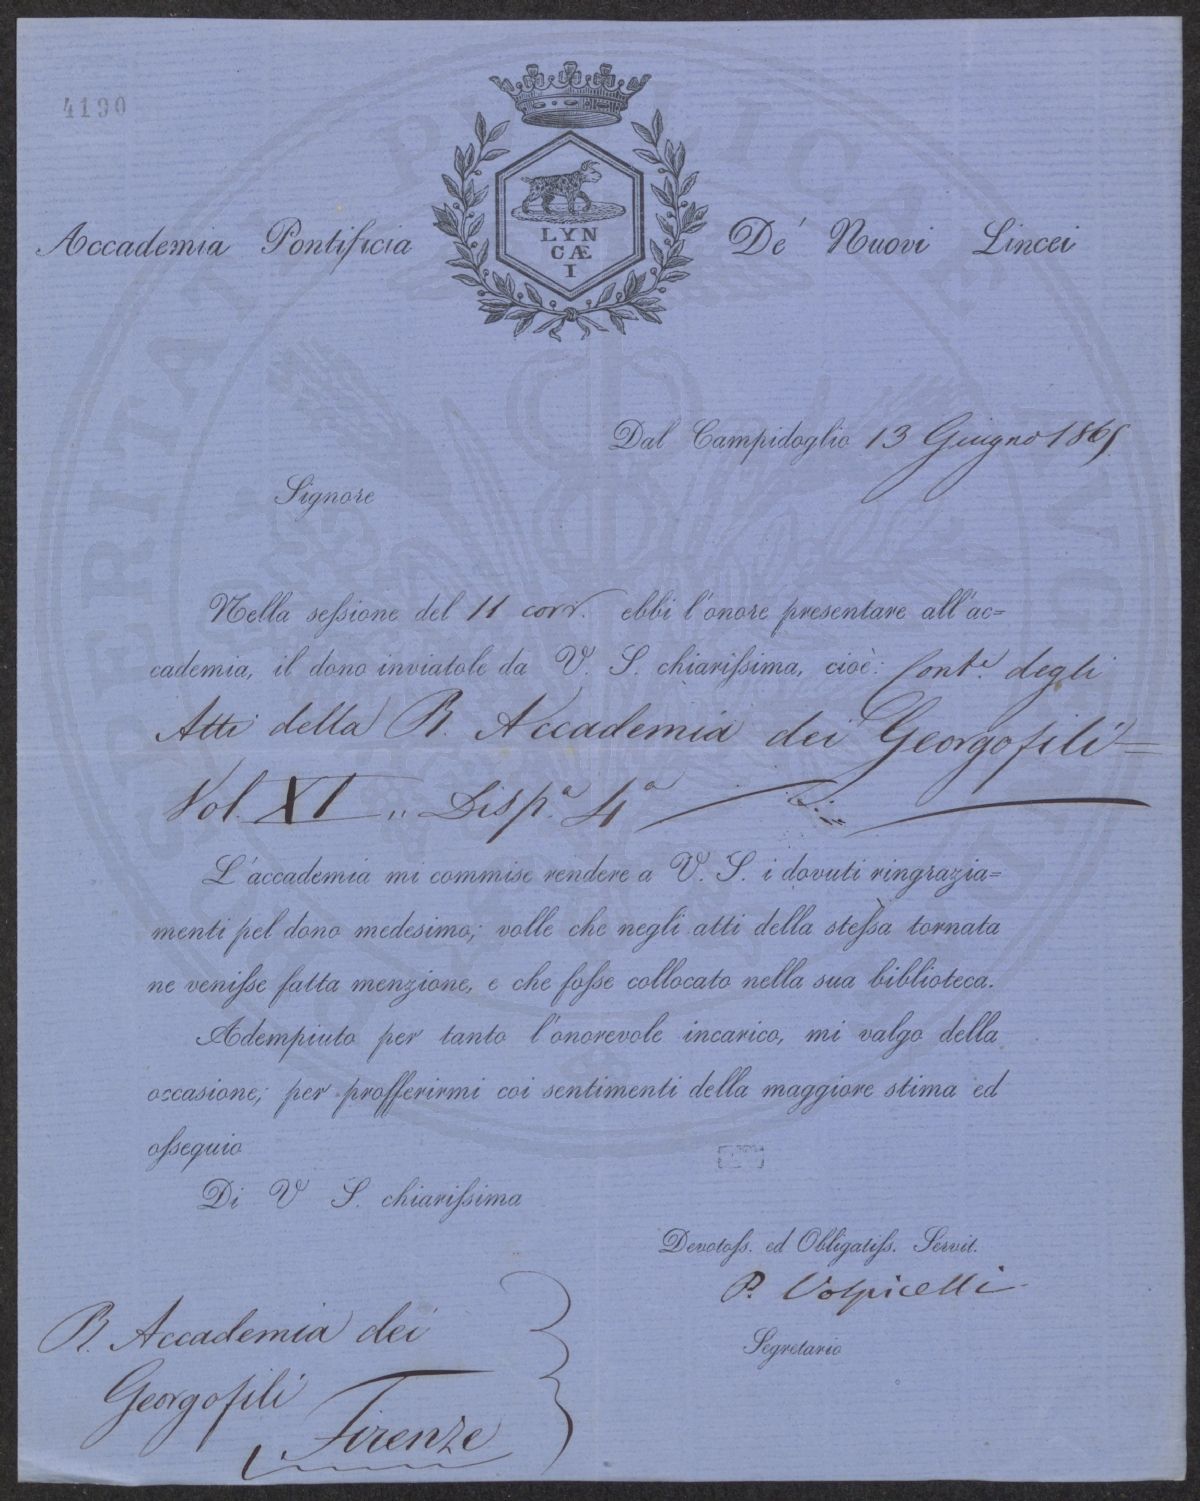 4190
LYN
CÆ
I
Accademia Pontificia De' Nuovi Lincei
Dal Campidoglio 13 Giugno 1865
Signore
Nella seſsione del 11 corr. ebbi l'onore presentare all'ac=
cademia, il dono inviatole da V. S. chiariſsima, cioè: Cont.e degli
Atti della R. Accademia dei Georgofili=
Vol. XI „ Disp.a 4a
L'accademia mi commise rendere a V. S. i dovuti ringrazia=
menti pel dono medesimo; volle che negli atti della steſsa tornata
ne veniſse fatta menzione, e che foſse collocato nella sua biblioteca.
Adempiuto per tanto l'onorevole incarico, mi valgo della
occasione; per profferirmi coi sentimenti della maggiore stima ed
oſsequio
Di V S. chiariſsima
Devotoſs. ed Obligatiſs. Servit.
P. Volpicelli
Segretario
R. Accademia dei
Georgofili
Firenze